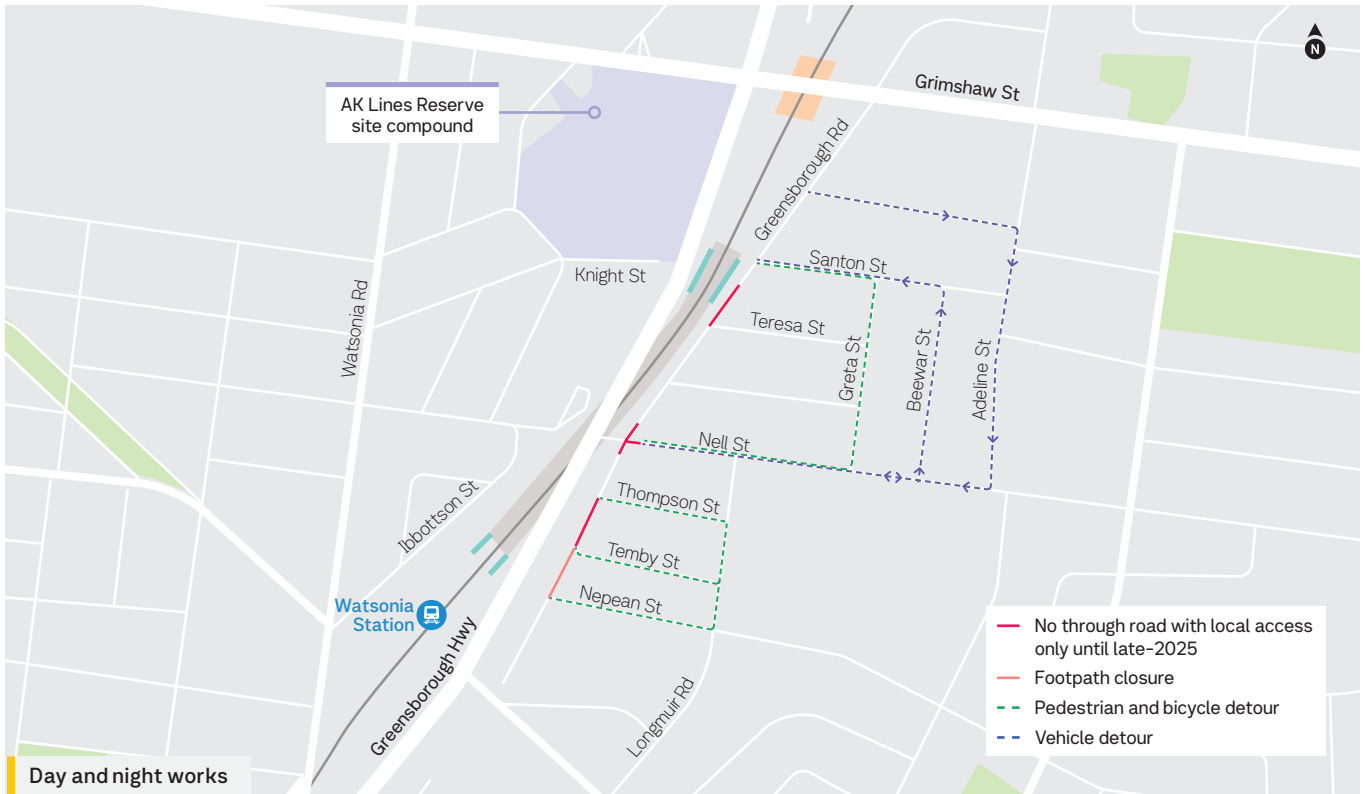 N
Grimshaw St
AK Lines Reserve
site compound
Greensborough Rd
Santon St
Knight St
Watsonia Rd
Teresa St
Greta St
Beewar St
Adeline St
Nell St
Thompson St
Ibbottson St
Temby St
Nepean St
Watsonia
Station
Greensborough Hwy
Longmuir Rd
No through road with local access
only until late-2025
Footpath closure
Pedestrian and bicycle detour
Vehicle detour
Day and night works